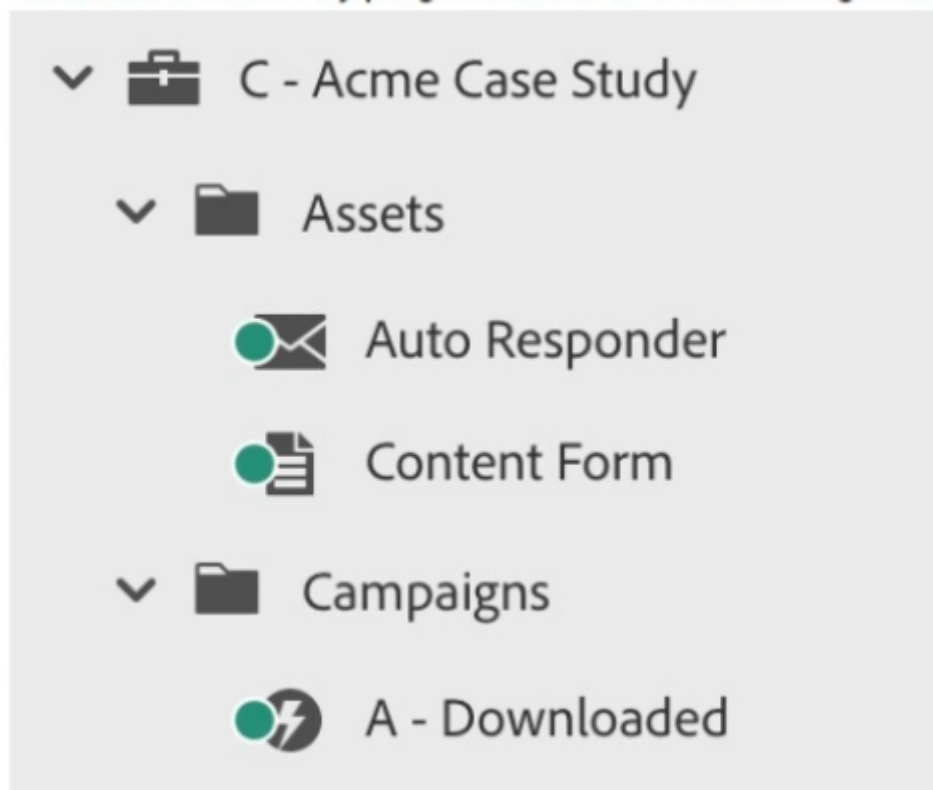 C - Acme Case Study
Assets
Auto Responder
Content Form
Campaigns
A - Downloaded